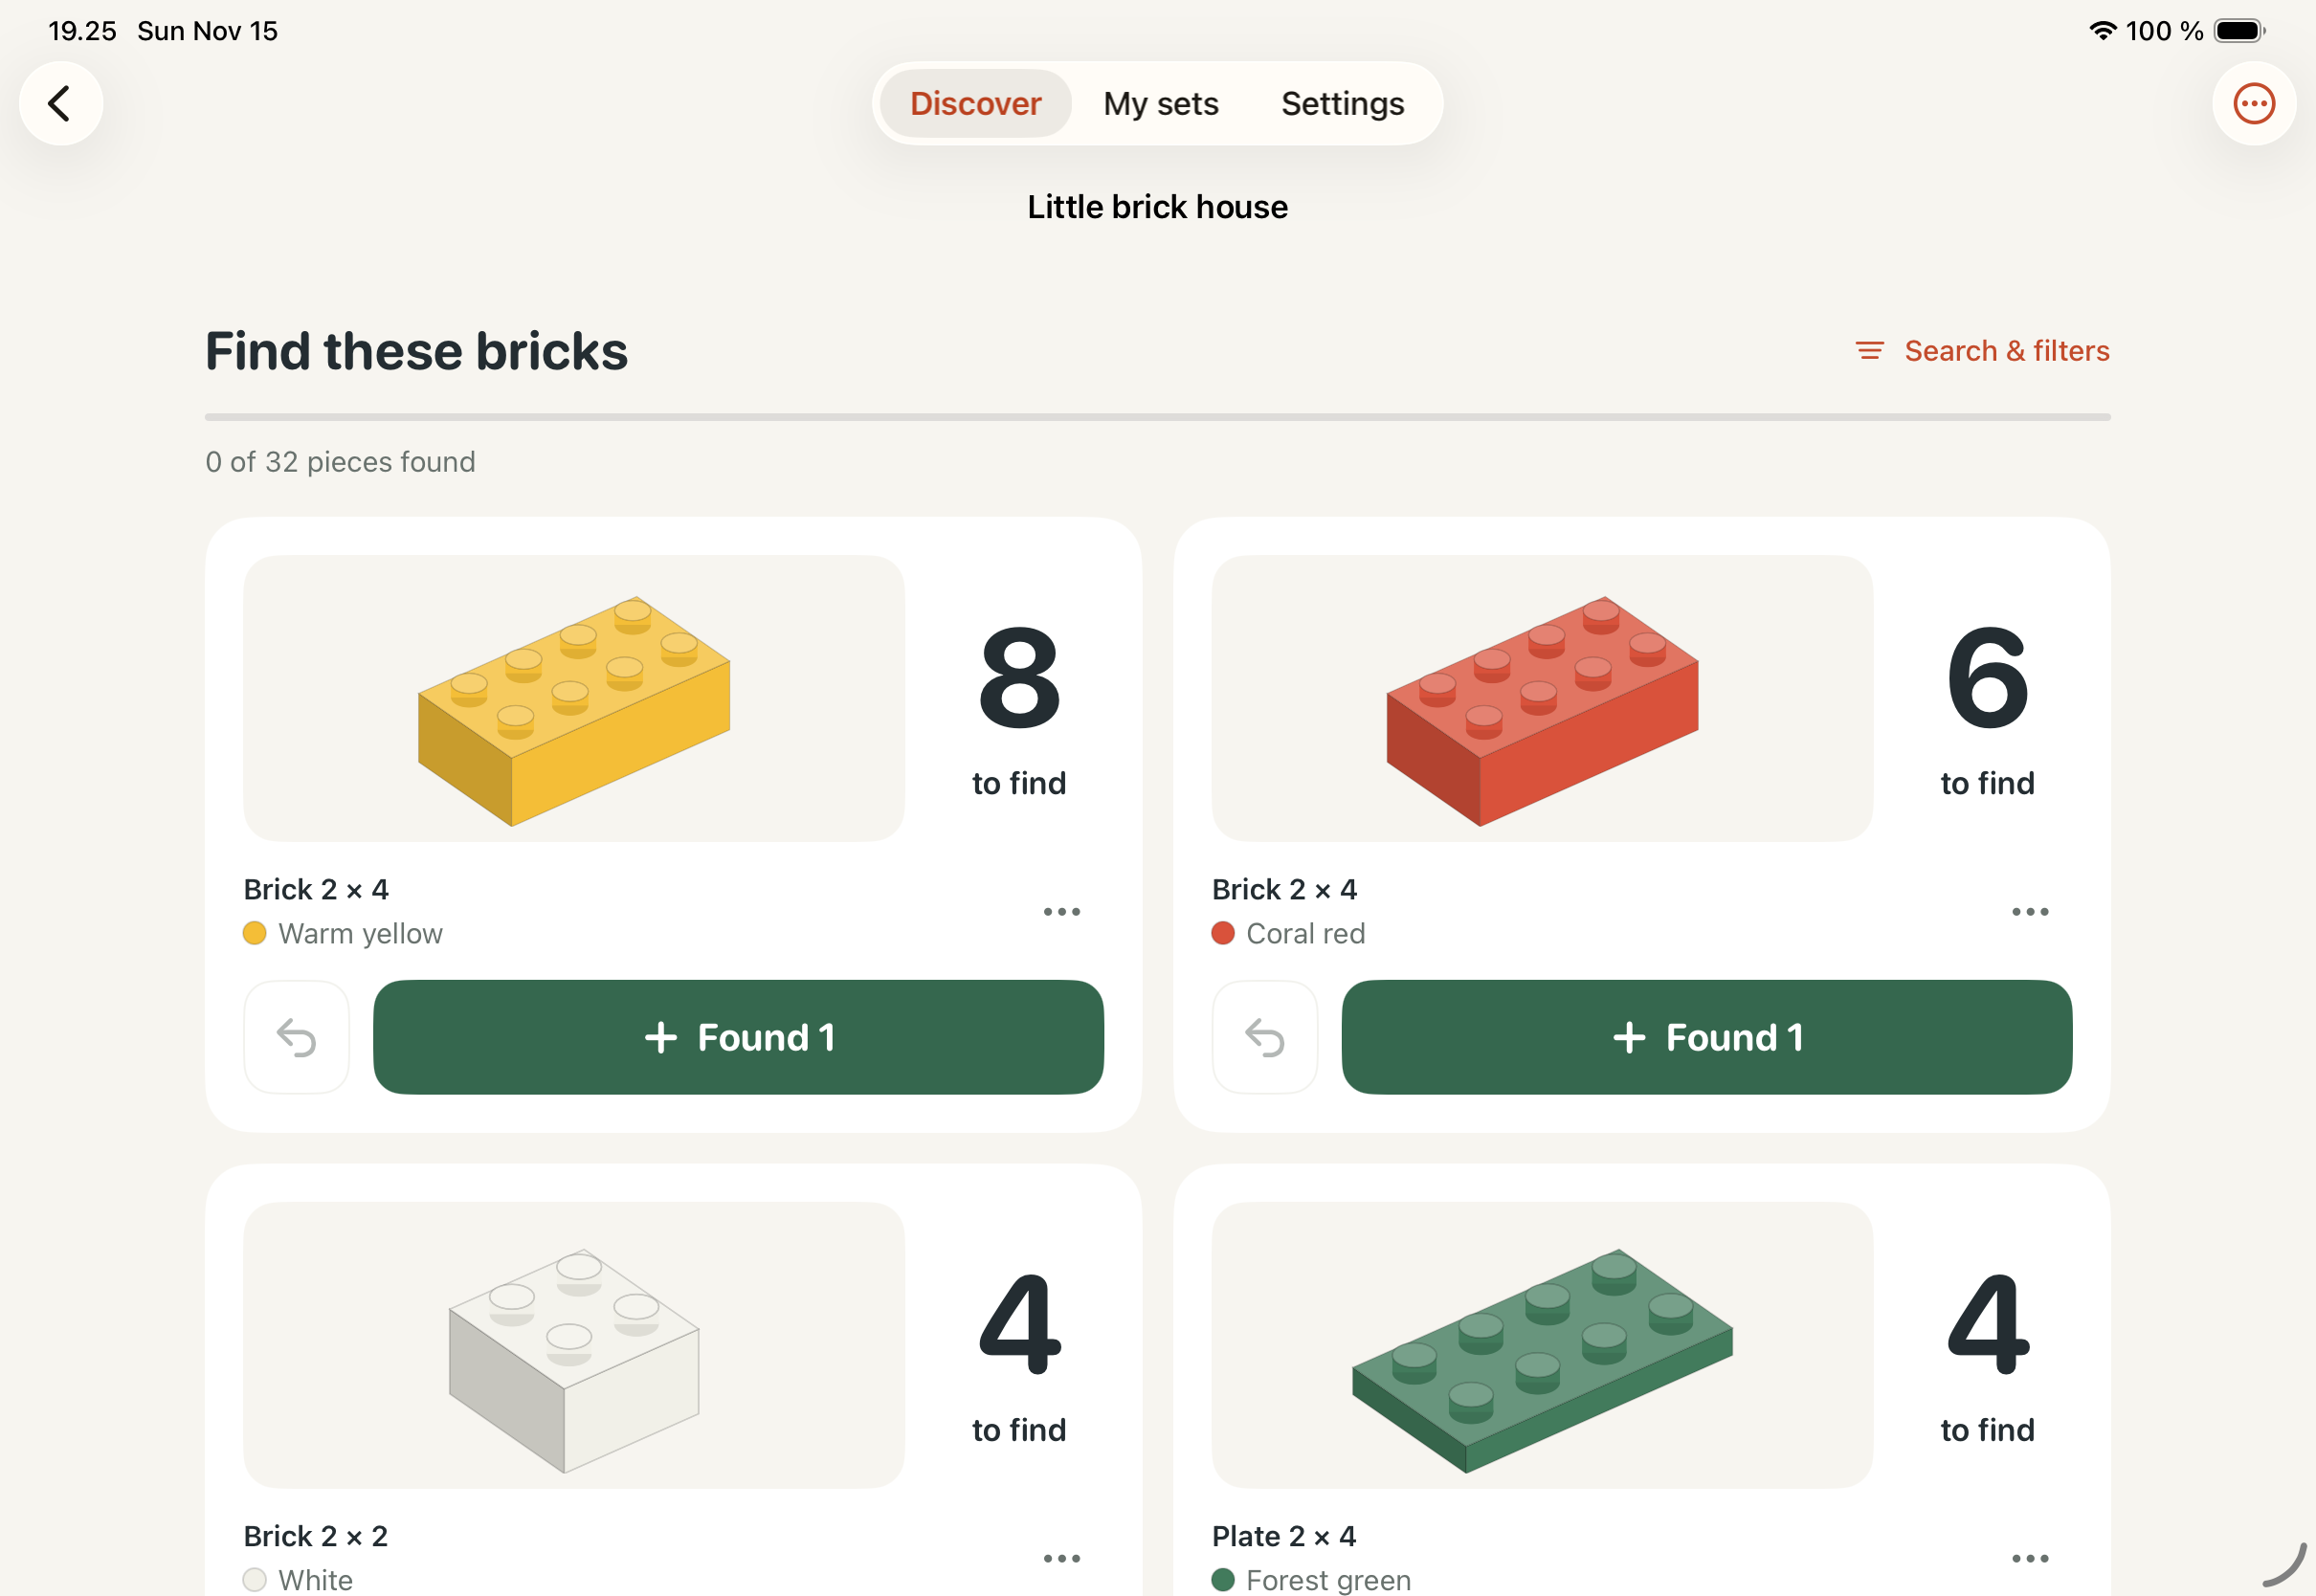 19.25 Sun Nov 15
100 %
Discover My sets Settings
Little brick house
Find these bricks
Search & filters
0 of 32 pieces found
8
to find
Brick 2 × 4
Warm yellow
+ Found 1
6
to find
Brick 2 × 4
Coral red
+ Found 1
4
to find
Brick 2 × 2
White
4
to find
Plate 2 × 4
Forest green